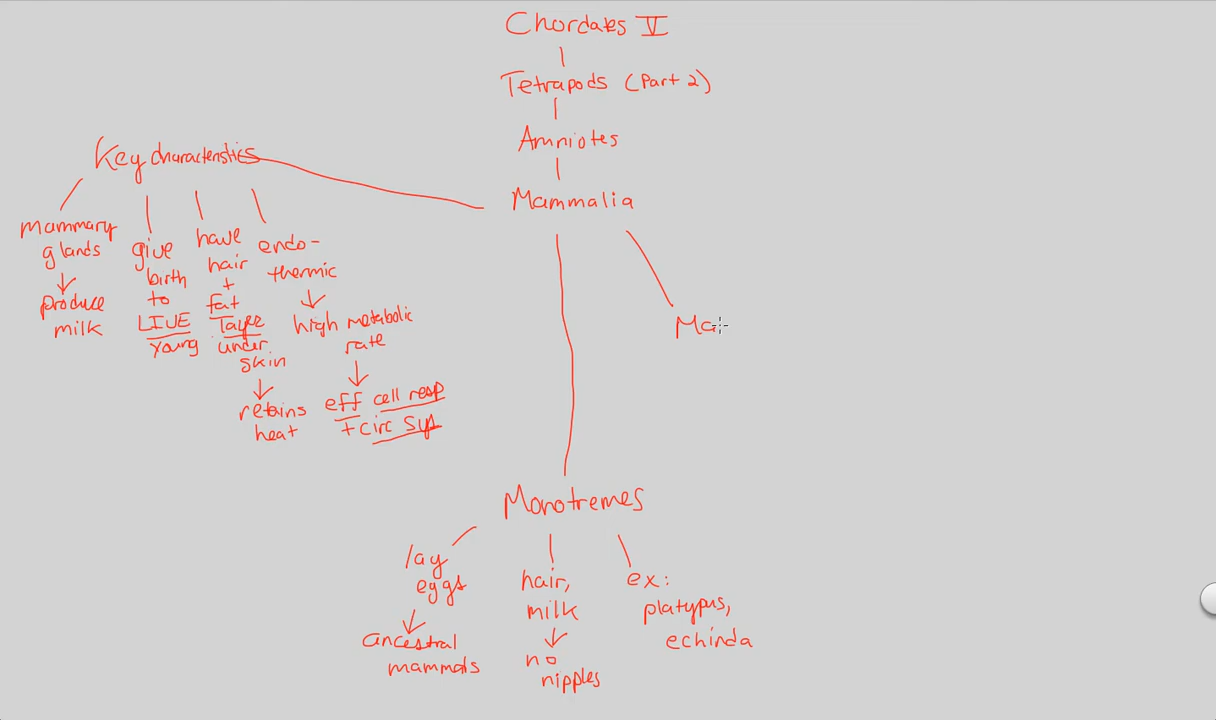 Chordates V
Tetrapods (Part 2)
Amniotes
Mammalia
Key characteristics
mammary
glands
produce
milk
give
birth
to
LIVE
young
have
hair
+
fat
layer
under
skin
retains
heat
endo-
thermic
high metabolic
rate
eff cell resp
+ circ sys
Ma
Monotremes
lay
eggs
ancestral
mammals
hair,
milk
no
nipples
ex:
platypus,
echinda